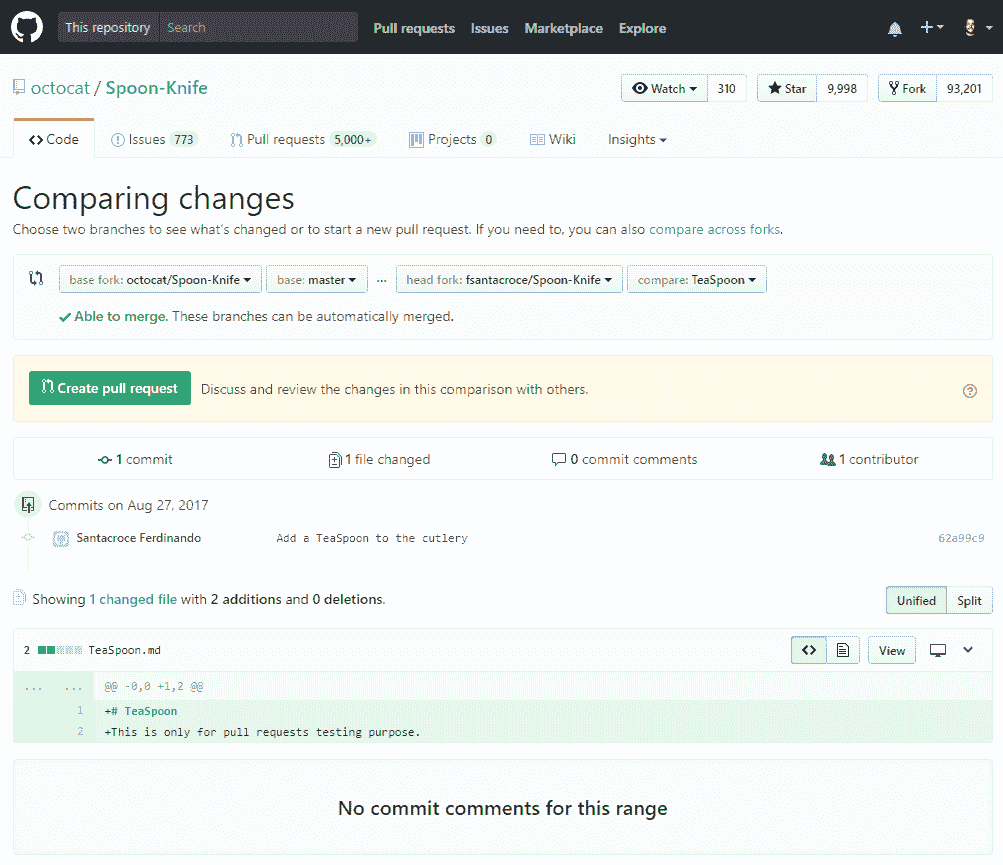 This repository Search Pull requests Issues Marketplace Explore
octocat / Spoon-Knife Watch 310 Star 9,998 Fork 93,201
Code Issues 773 Pull requests 5,000+ Projects 0 Wiki Insights
Comparing changes
Choose two branches to see what's changed or to start a new pull request. If you need to, you can also compare across forks.
base fork: octocat/Spoon-Knife base: master ... head fork: fsantacroce/Spoon-Knife compare: TeaSpoon
Able to merge. These branches can be automatically merged.
Create pull request Discuss and review the changes in this comparison with others.
1 commit 1 file changed 0 commit comments 1 contributor
Commits on Aug 27, 2017
Santacroce Ferdinando Add a TeaSpoon to the cutlery 62a99c9
Showing 1 changed file with 2 additions and 0 deletions. Unified Split
2 TeaSpoon.md <> View
... ... @@ -0,0 +1,2 @@
1 +# TeaSpoon
2 +This is only for pull requests testing purpose.
No commit comments for this range